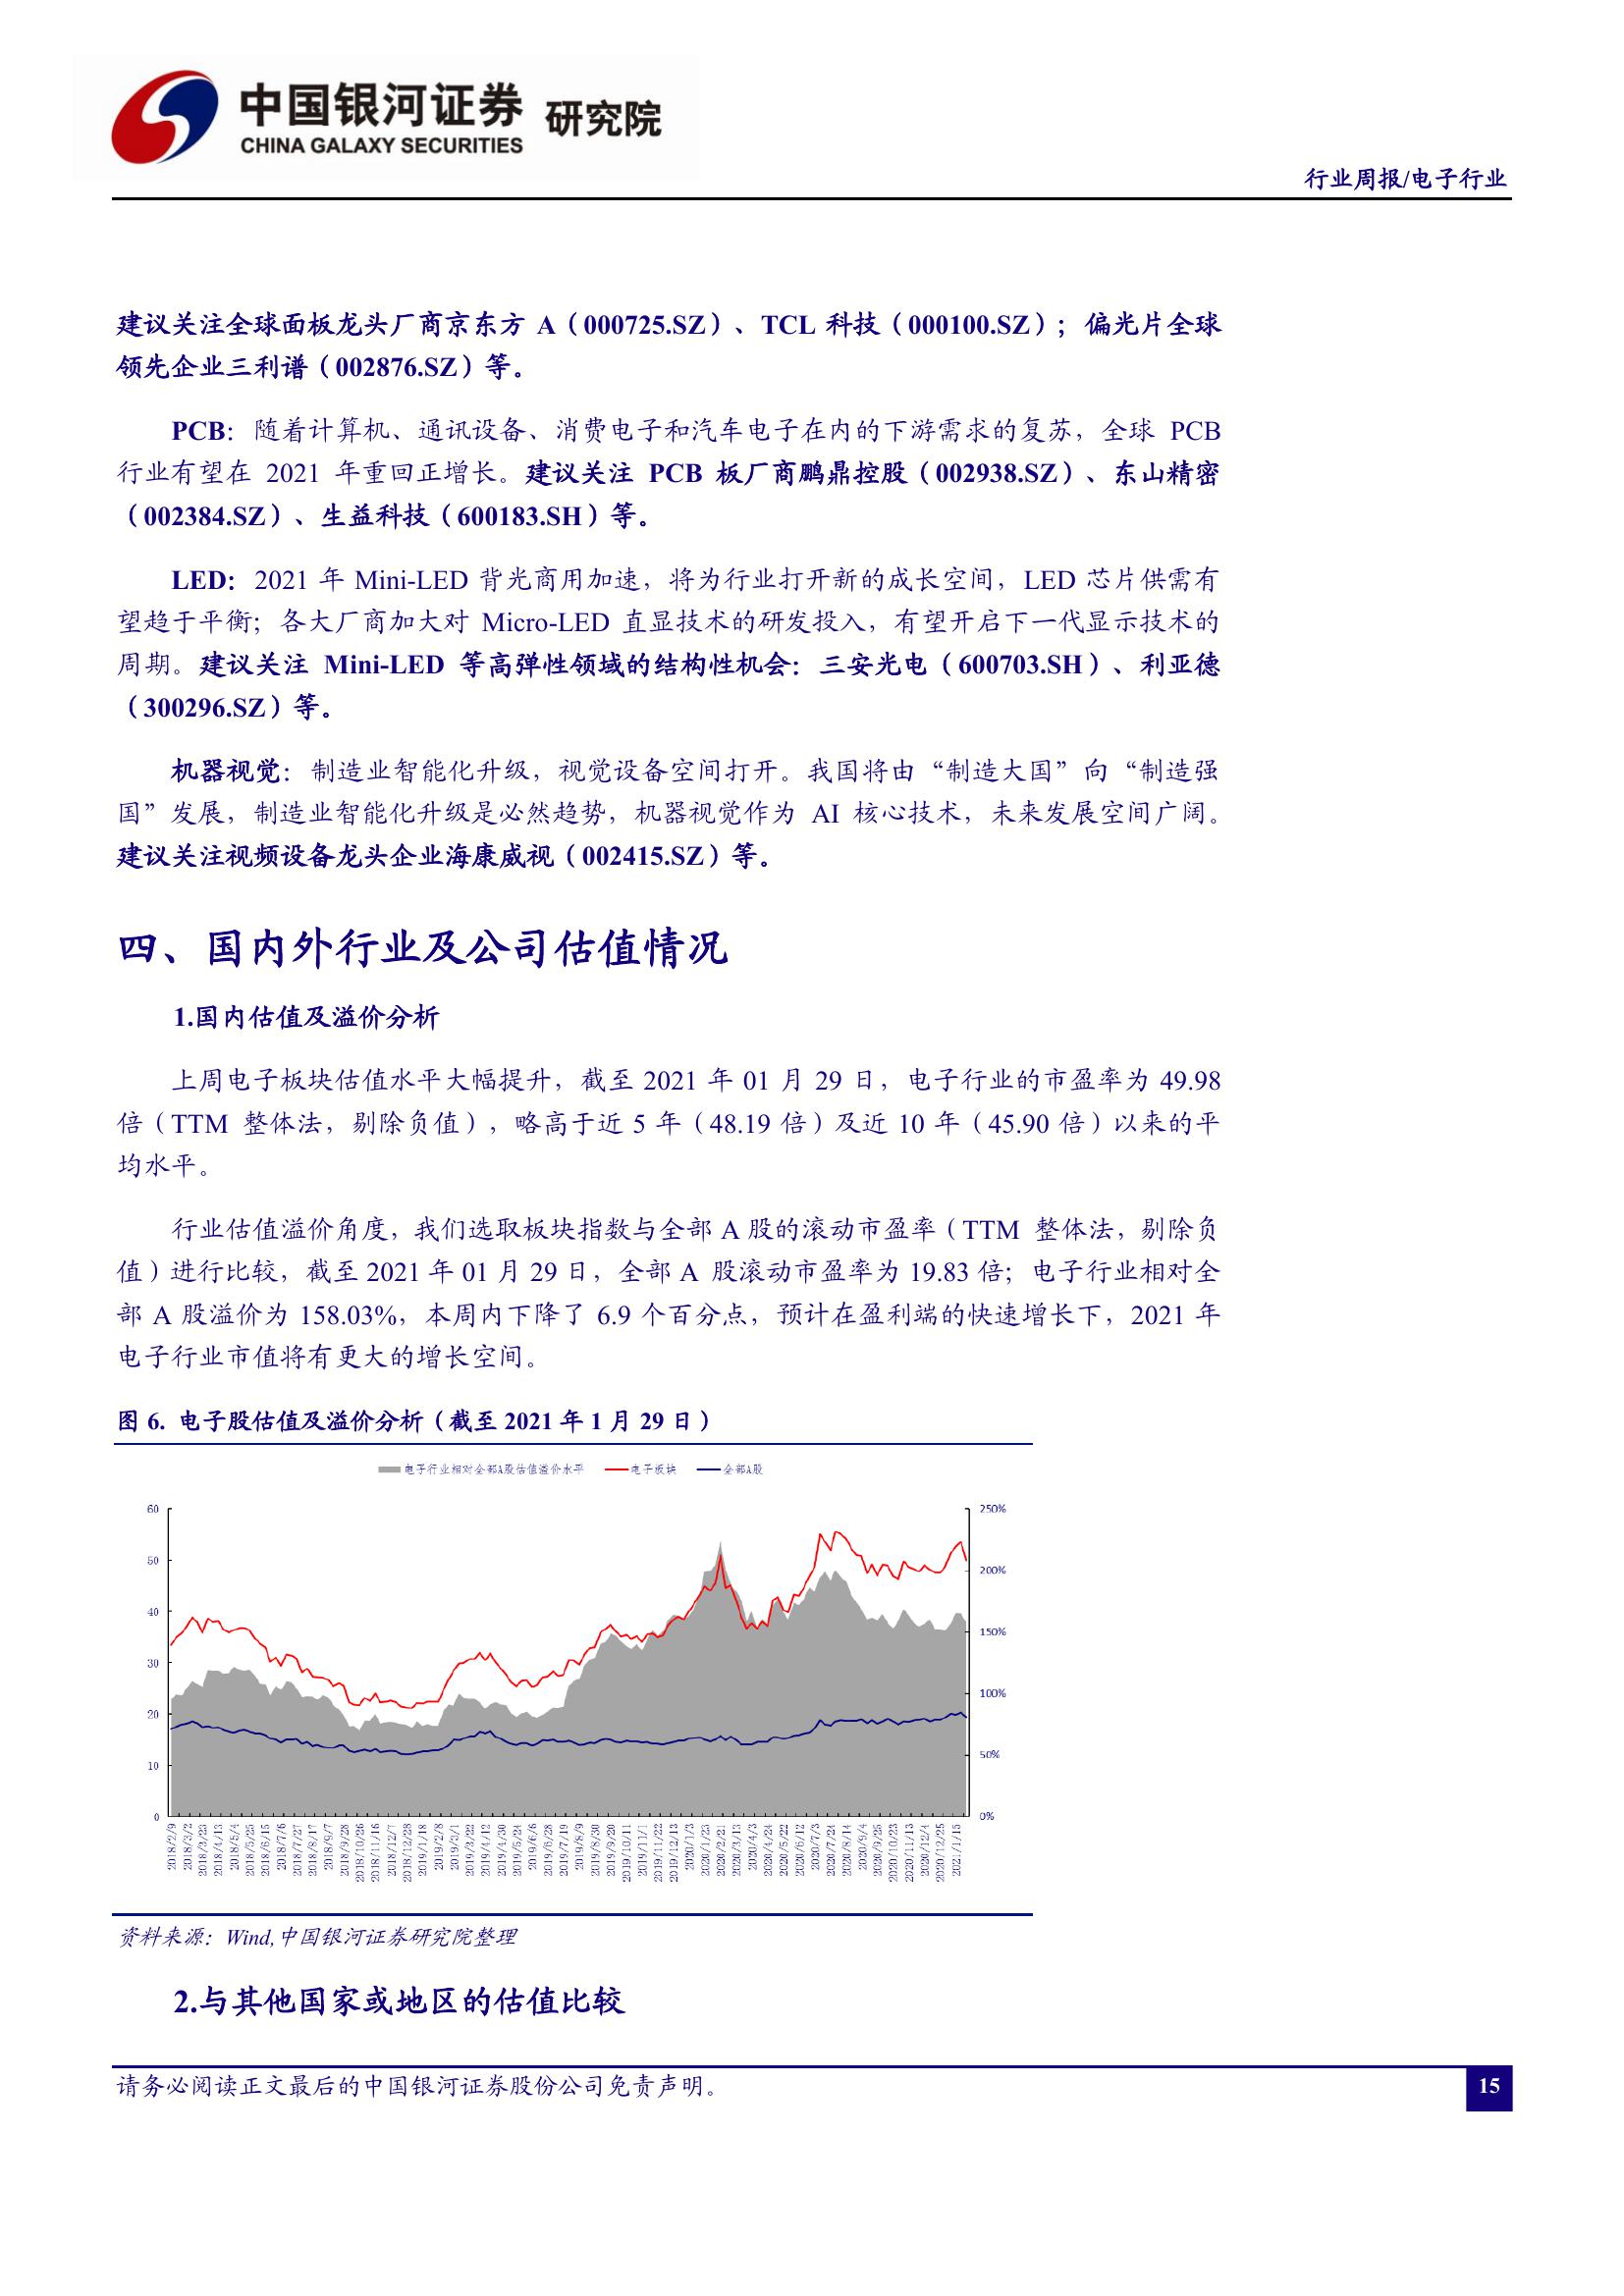 中国银河证券 研究院
CHINA GALAXY SECURITIES
行业周报/电子行业
建议关注全球面板龙头厂商京东方 A（000725.SZ）、TCL 科技（000100.SZ）；偏光片全球
领先企业三利谱（002876.SZ）等。
PCB：随着计算机、通讯设备、消费电子和汽车电子在内的下游需求的复苏，全球 PCB
行业有望在 2021 年重回正增长。建议关注 PCB 板厂商鹏鼎控股（002938.SZ）、东山精密
（002384.SZ）、生益科技（600183.SH）等。
LED：2021 年 Mini-LED 背光商用加速，将为行业打开新的成长空间，LED 芯片供需有
望趋于平衡；各大厂商加大对 Micro-LED 直显技术的研发投入，有望开启下一代显示技术的
周期。建议关注 Mini-LED 等高弹性领域的结构性机会：三安光电（600703.SH）、利亚德
（300296.SZ）等。
机器视觉：制造业智能化升级，视觉设备空间打开。我国将由“制造大国”向“制造强
国”发展，制造业智能化升级是必然趋势，机器视觉作为 AI 核心技术，未来发展空间广阔。
建议关注视频设备龙头企业海康威视（002415.SZ）等。
四、国内外行业及公司估值情况
1.国内估值及溢价分析
上周电子板块估值水平大幅提升，截至 2021 年 01 月 29 日，电子行业的市盈率为 49.98
倍（TTM 整体法，剔除负值），略高于近 5 年（48.19 倍）及近 10 年（45.90 倍）以来的平
均水平。
行业估值溢价角度，我们选取板块指数与全部 A 股的滚动市盈率（TTM 整体法，剔除负
值）进行比较，截至 2021 年 01 月 29 日，全部 A 股滚动市盈率为 19.83 倍；电子行业相对全
部 A 股溢价为 158.03%，本周内下降了 6.9 个百分点，预计在盈利端的快速增长下，2021 年
电子行业市值将有更大的增长空间。
图 6. 电子股估值及溢价分析（截至 2021 年 1 月 29 日）
电子行业相对全部A股估值溢价水平 电子板块 全部A股
60 250%
50 200%
40 150%
30 100%
20 50%
10 0%
0
2018/2/9 2018/3/2 2018/3/23 2018/4/13 2018/5/4 2018/5/25 2018/6/15 2018/7/6 2018/7/27 2018/8/17 2018/9/7 2018/9/28 2018/10/26 2018/11/16 2018/12/7 2018/12/28 2019/1/18 2019/2/8 2019/3/1 2019/3/22 2019/4/12 2019/4/30 2019/5/24 2019/6/6 2019/6/28 2019/7/19 2019/8/9 2019/8/30 2019/9/20 2019/10/11 2019/11/1 2019/11/22 2019/12/13 2020/1/3 2020/1/23 2020/2/21 2020/3/13 2020/4/3 2020/4/24 2020/5/22 2020/6/12 2020/7/3 2020/7/24 2020/8/14 2020/9/4 2020/9/25 2020/10/23 2020/11/13 2020/12/4 2020/12/25 2021/1/15
资料来源：Wind,中国银河证券研究院整理
2.与其他国家或地区的估值比较
请务必阅读正文最后的中国银河证券股份公司免责声明。
15